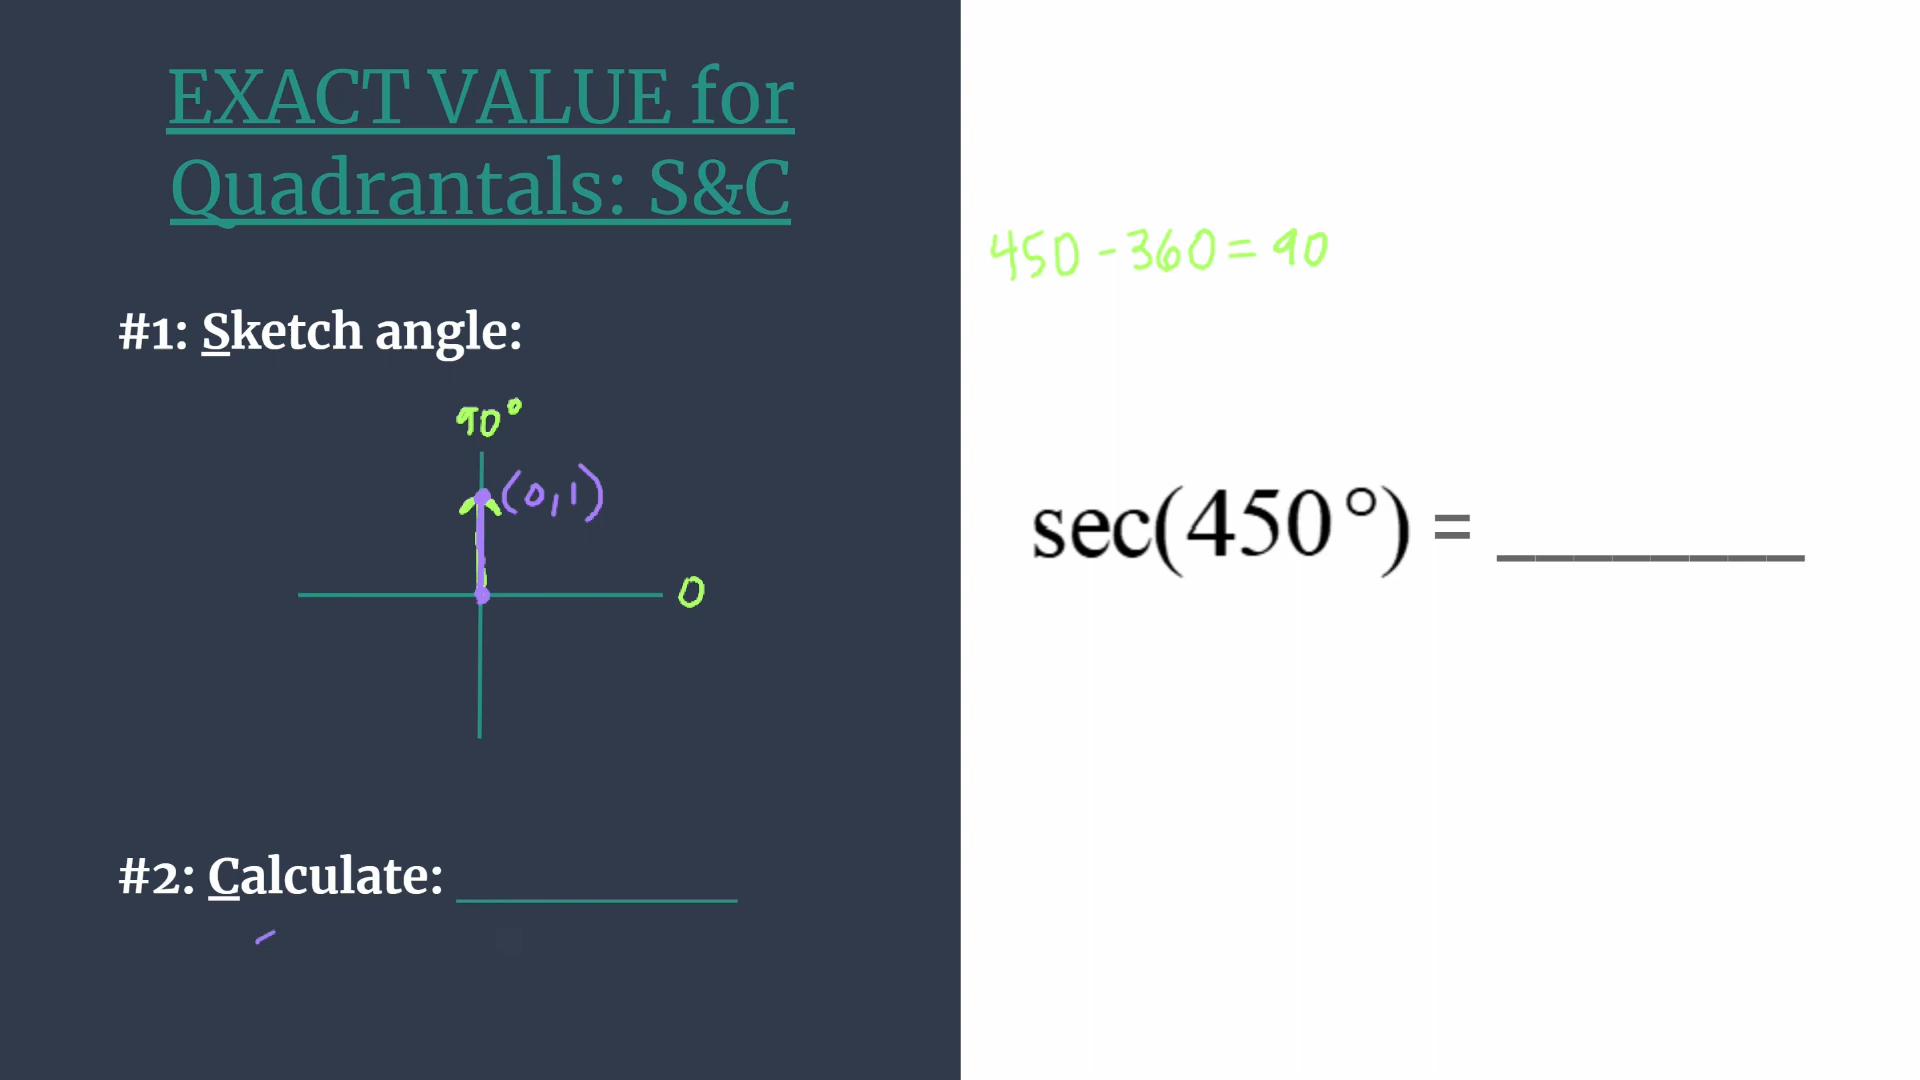 EXACT VALUE for
Quadrantals: S&C
#1: Sketch angle:
90°
(0,1)
0
#2: Calculate: ________
450 - 360 = 90
sec(450°) = ________